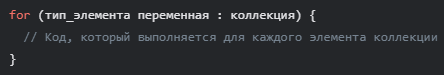 for (тип_элемента переменная : коллекция) {
// Код, который выполняется для каждого элемента коллекции
}